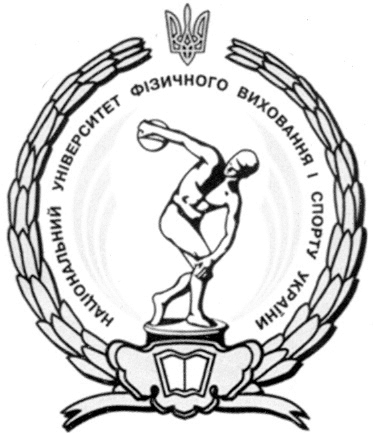 НАЦІОНАЛЬНИЙ УНІВЕРСИТЕТ ФІЗИЧНОГО ВИХОВАННЯ І СПОРТУ УКРАЇНИ